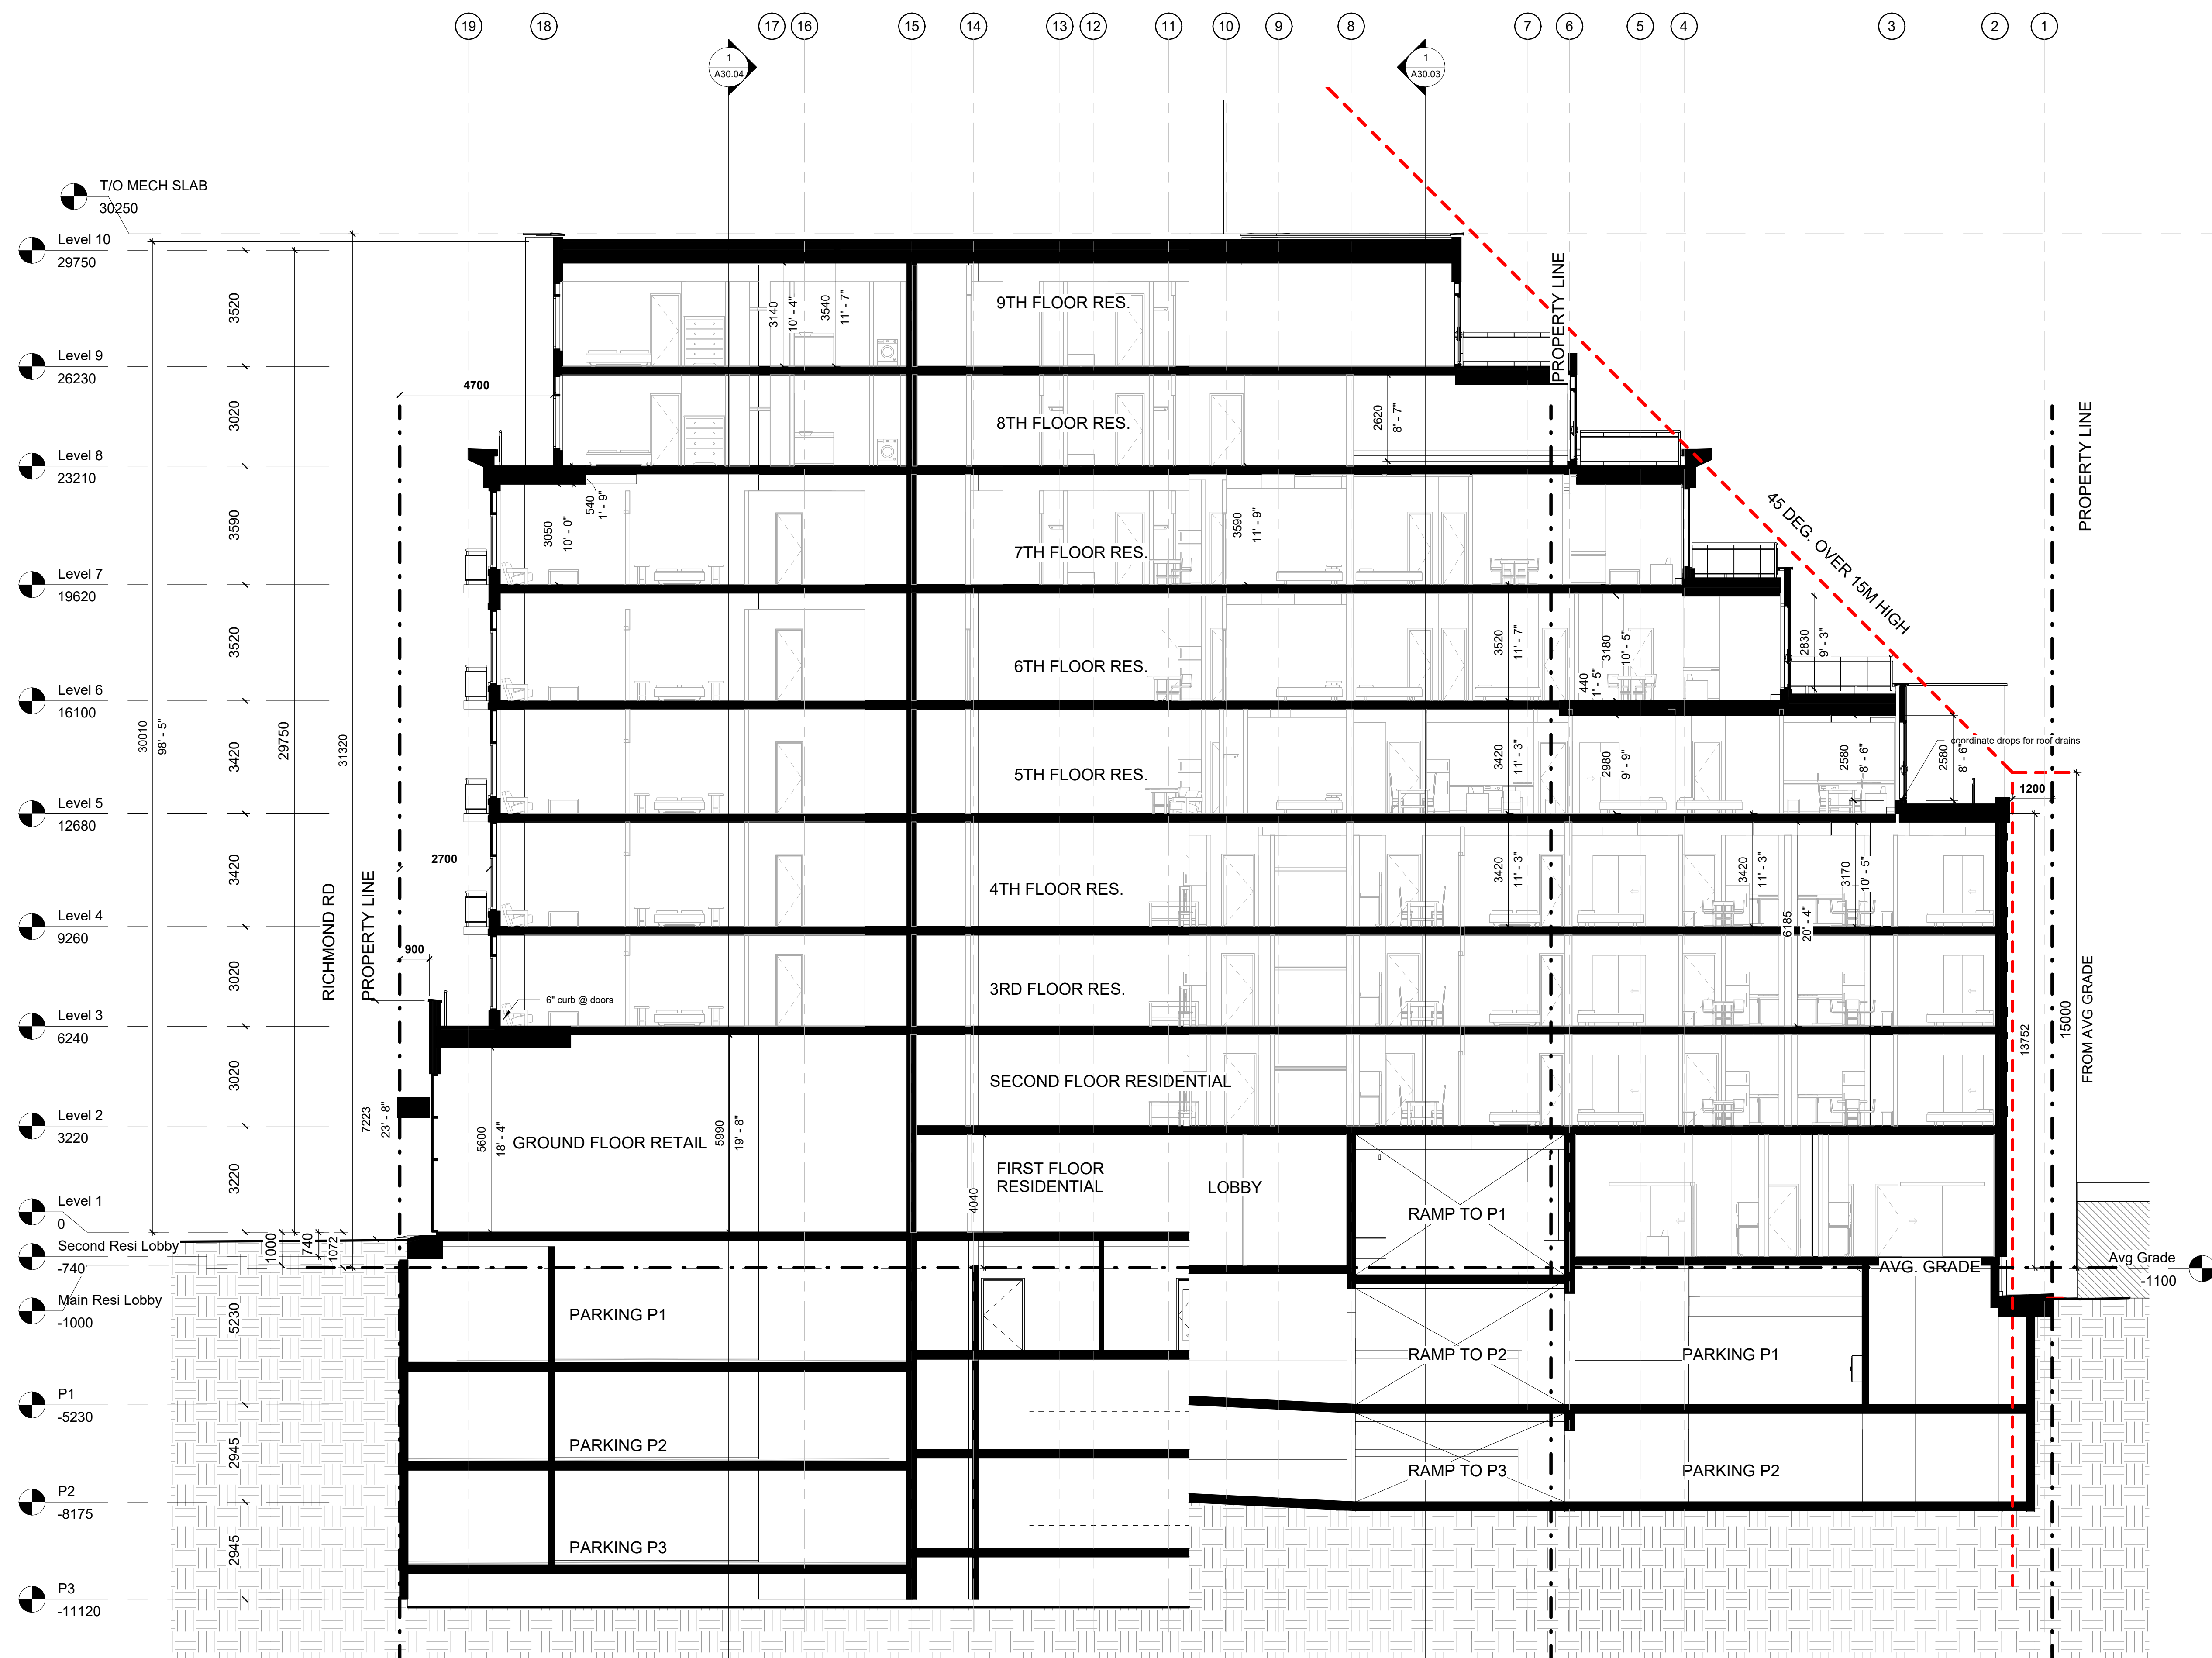 19
18
17
16
15
14
13
12
11
10
9
8
7
6
5
4
3
2
1
1
A30.04
1
A30.03
T/O MECH SLAB
30250
Level 10
29750
Level 9
26230
Level 8
23210
Level 7
19620
Level 6
16100
Level 5
12680
Level 4
9260
Level 3
6240
Level 2
3220
Level 1
0
Second Resi Lobby
-740
Main Resi Lobby
-1000
P1
-5230
P2
-8175
P3
-11120
30010
98' - 5"
3520
3020
3590
3520
3420
3420
3020
3020
3220
5230
2945
2945
29750
31320
1000
740
1072
RICHMOND RD
PROPERTY LINE
4700
2700
900
7223
23' - 8"
6" curb @ doors
9TH FLOOR RES.
3140
10' - 4"
3540
11' - 7"
8TH FLOOR RES.
2620
8' - 7"
540
1' - 9"
3050
10' - 0"
3590
11' - 9"
7TH FLOOR RES.
6TH FLOOR RES.
3520
11' - 7"
440
1' - 5"
3180
10' - 5"
2830
9' - 3"
5TH FLOOR RES.
3420
11' - 3"
2980
9' - 9"
2580
8' - 6"
2580
8' - 6"
coordinate drops for roof drains
4TH FLOOR RES.
3420
11' - 3"
3420
11' - 3"
3170
10' - 5"
6185
20' - 4"
3RD FLOOR RES.
SECOND FLOOR RESIDENTIAL
GROUND FLOOR RETAIL
5600
18' - 4"
5990
19' - 8"
FIRST FLOOR
RESIDENTIAL
4040
LOBBY
RAMP TO P1
RAMP TO P2
RAMP TO P3
PARKING P1
PARKING P2
PARKING P3
PARKING P1
PARKING P2
PROPERTY LINE
45 DEG. OVER 15M HIGH
PROPERTY LINE
1200
13752
15000
FROM AVG GRADE
AVG. GRADE
Avg Grade
-1100